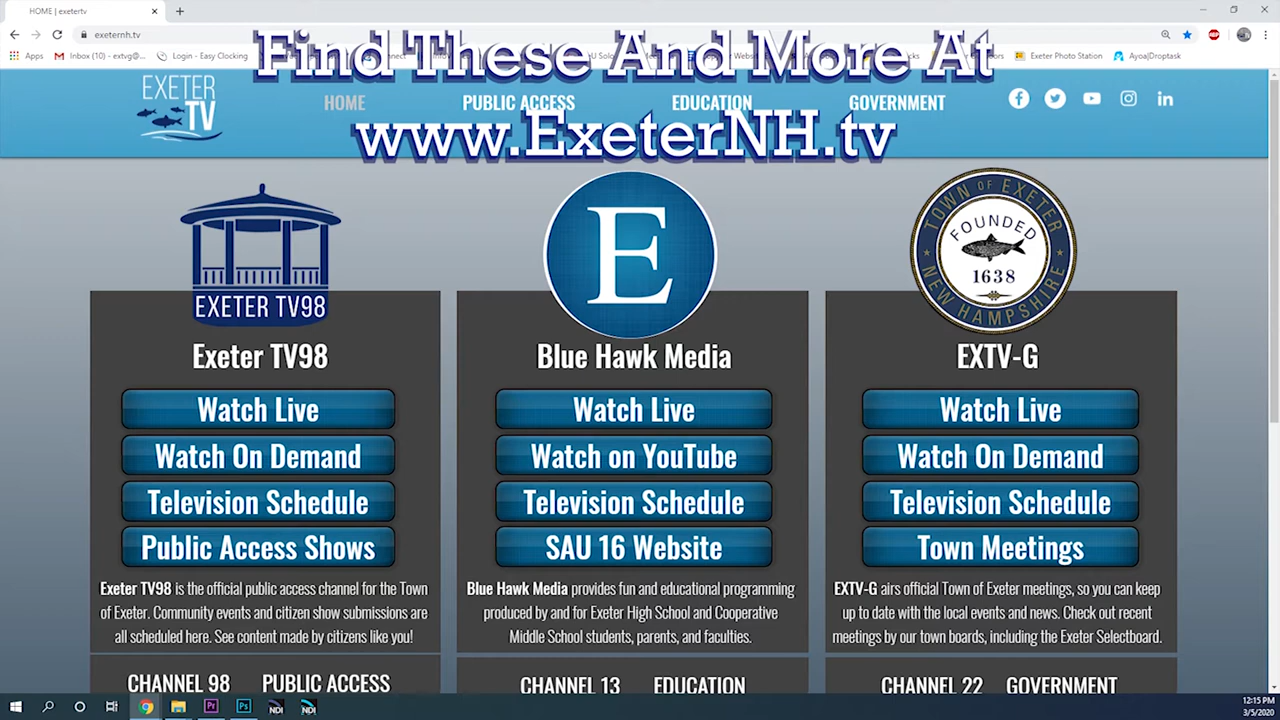 HOME | exetertv
exeternh.tv
Apps
Inbox (10) - extvg@...
Login - Easy Clocking
Exeter Photo Station
Ayoa|Droptask
Find These And More At
www.ExeterNH.tv
EXETER
TV
HOME
PUBLIC ACCESS
EDUCATION
GOVERNMENT
EXETER TV98
E
TOWN OF EXETER
NEW HAMPSHIRE
FOUNDED
1638
Exeter TV98
Watch Live
Watch On Demand
Television Schedule
Public Access Shows
Exeter TV98 is the official public access channel for the Town
of Exeter. Community events and citizen show submissions are
all scheduled here. See content made by citizens like you!
CHANNEL 98 PUBLIC ACCESS
Blue Hawk Media
Watch Live
Watch on YouTube
Television Schedule
SAU 16 Website
Blue Hawk Media provides fun and educational programming
produced by and for Exeter High School and Cooperative
Middle School students, parents, and faculties.
CHANNEL 13 EDUCATION
EXTV-G
Watch Live
Watch On Demand
Television Schedule
Town Meetings
EXTV-G airs official Town of Exeter meetings, so you can keep
up to date with the local events and news. Check out recent
meetings by our town boards, including the Exeter Selectboard.
CHANNEL 22 GOVERNMENT
Pr
Ps
NDI
NDI
12:15 PM
3/5/2020